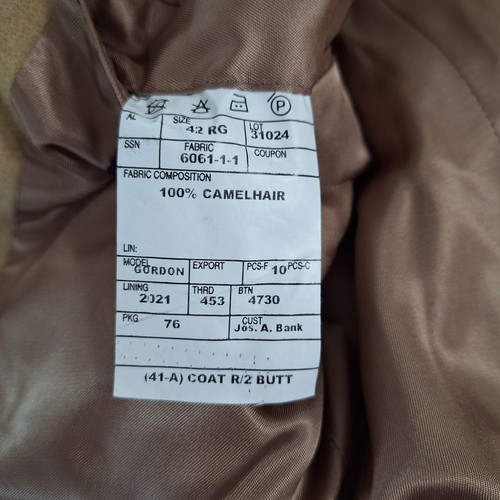 P
AL SIZE 42 RG LOT 31024
SSN FABRIC 6061-1-1 COUPON
FABRIC COMPOSITION
100% CAMELHAIR
LIN:
MODEL GORDON EXPORT PCS-F 10 PCS-C
LINING 2021 THRD 453 BTN 4730
PKG 76 CUST Jos. A. Bank
(41-A) COAT R/2 BUTT